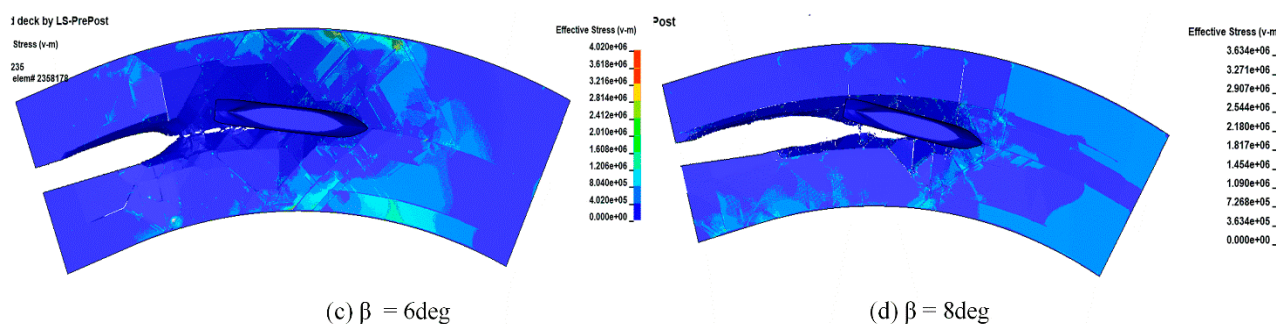 d deck by LS-PrePost
Stress (v-m)
235
elem# 2358178
Effective Stress (v-m)
4.020e+06
3.618e+06
3.216e+06
2.814e+06
2.412e+06
2.010e+06
1.606e+06
1.206e+06
8.040e+05
4.020e+05
0.000e+00
(c) β = 6deg
Post
Effective Stress (v-m)
3.634e+06
3.271e+06
2.907e+06
2.544e+06
2.180e+06
1.817e+06
1.454e+06
1.090e+06
7.268e+05
3.634e+05
0.000e+00
(d) β = 8deg